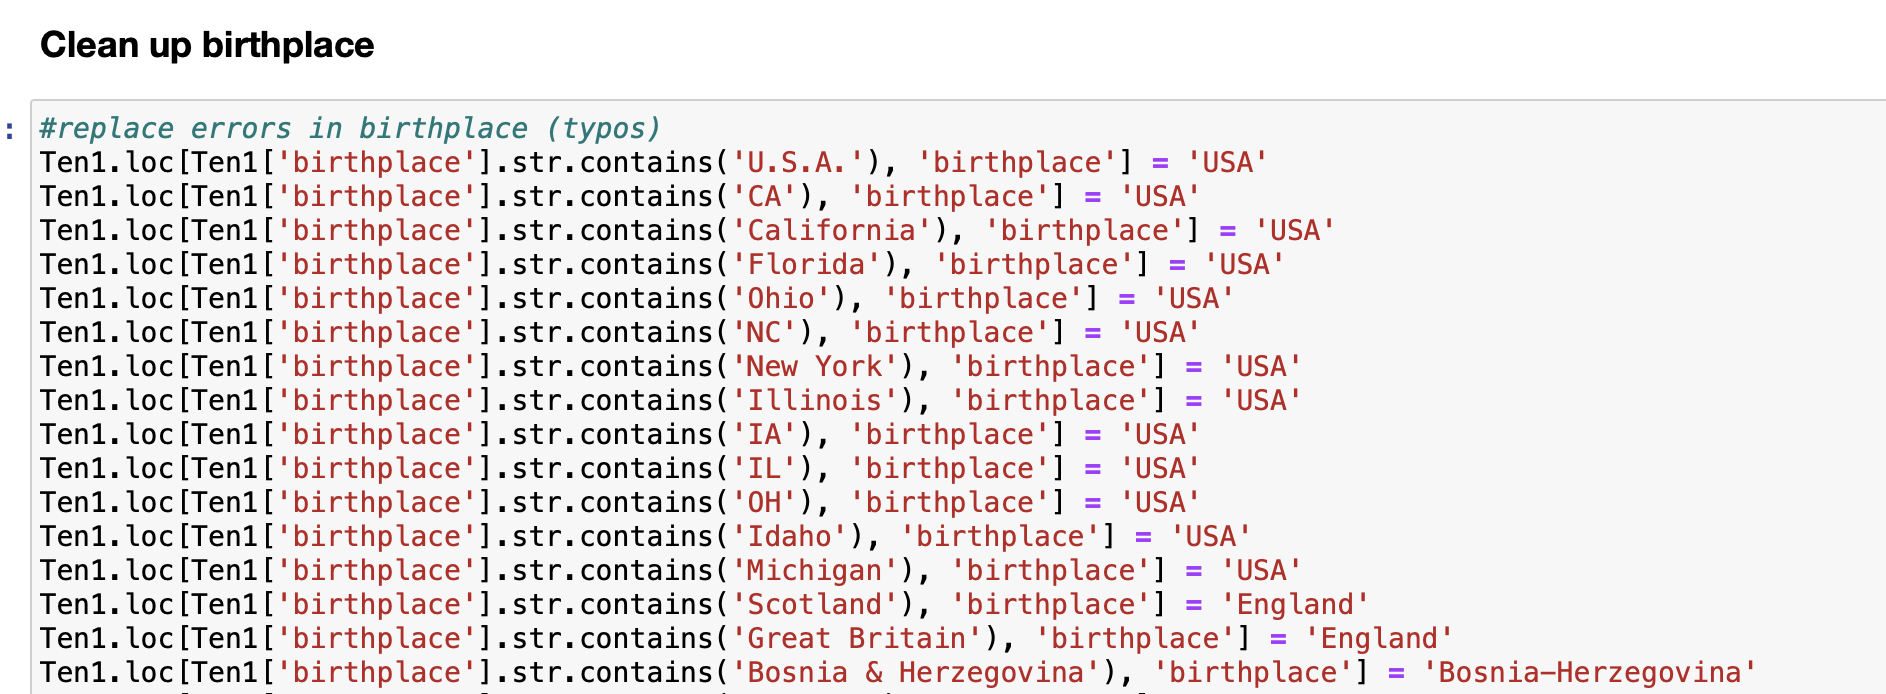 Clean up birthplace
:
#replace errors in birthplace (typos)
Ten1.loc[Ten1['birthplace'].str.contains('U.S.A.'), 'birthplace'] = 'USA'
Ten1.loc[Ten1['birthplace'].str.contains('CA'), 'birthplace'] = 'USA'
Ten1.loc[Ten1['birthplace'].str.contains('California'), 'birthplace'] = 'USA'
Ten1.loc[Ten1['birthplace'].str.contains('Florida'), 'birthplace'] = 'USA'
Ten1.loc[Ten1['birthplace'].str.contains('Ohio'), 'birthplace'] = 'USA'
Ten1.loc[Ten1['birthplace'].str.contains('NC'), 'birthplace'] = 'USA'
Ten1.loc[Ten1['birthplace'].str.contains('New York'), 'birthplace'] = 'USA'
Ten1.loc[Ten1['birthplace'].str.contains('Illinois'), 'birthplace'] = 'USA'
Ten1.loc[Ten1['birthplace'].str.contains('IA'), 'birthplace'] = 'USA'
Ten1.loc[Ten1['birthplace'].str.contains('IL'), 'birthplace'] = 'USA'
Ten1.loc[Ten1['birthplace'].str.contains('OH'), 'birthplace'] = 'USA'
Ten1.loc[Ten1['birthplace'].str.contains('Idaho'), 'birthplace'] = 'USA'
Ten1.loc[Ten1['birthplace'].str.contains('Michigan'), 'birthplace'] = 'USA'
Ten1.loc[Ten1['birthplace'].str.contains('Scotland'), 'birthplace'] = 'England'
Ten1.loc[Ten1['birthplace'].str.contains('Great Britain'), 'birthplace'] = 'England'
Ten1.loc[Ten1['birthplace'].str.contains('Bosnia & Herzegovina'), 'birthplace'] = 'Bosnia–Herzegovina'